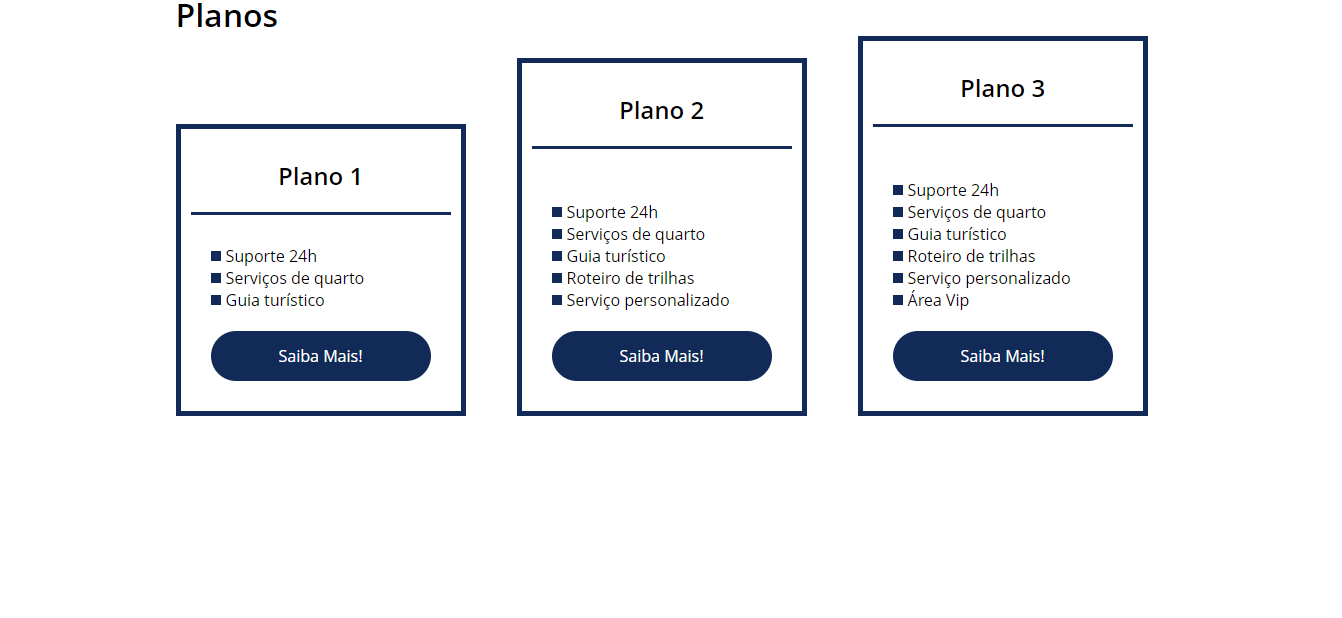 Planos
Plano 1
Suporte 24h
Serviços de quarto
Guia turístico
Saiba Mais!
Plano 2
Suporte 24h
Serviços de quarto
Guia turístico
Roteiro de trilhas
Serviço personalizado
Saiba Mais!
Plano 3
Suporte 24h
Serviços de quarto
Guia turístico
Roteiro de trilhas
Serviço personalizado
Área Vip
Saiba Mais!